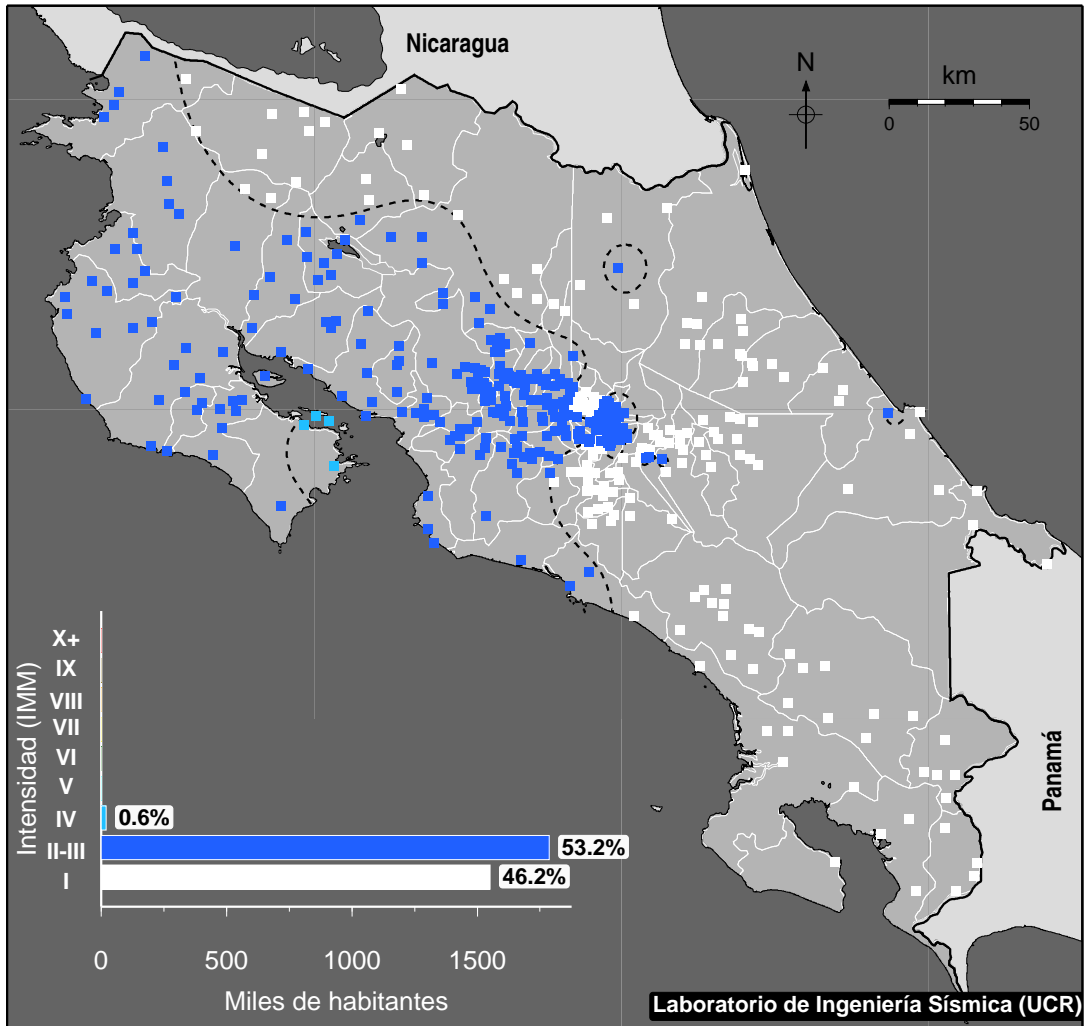 Nicaragua
N
km
0 50
Panamá
Intensidad (IMM)
X+
IX
VIII
VII
VI
V
IV 0.6%
II-III 53.2%
I 46.2%
0 500 1000 1500
Miles de habitantes
Laboratorio de Ingeniería Sísmica (UCR)